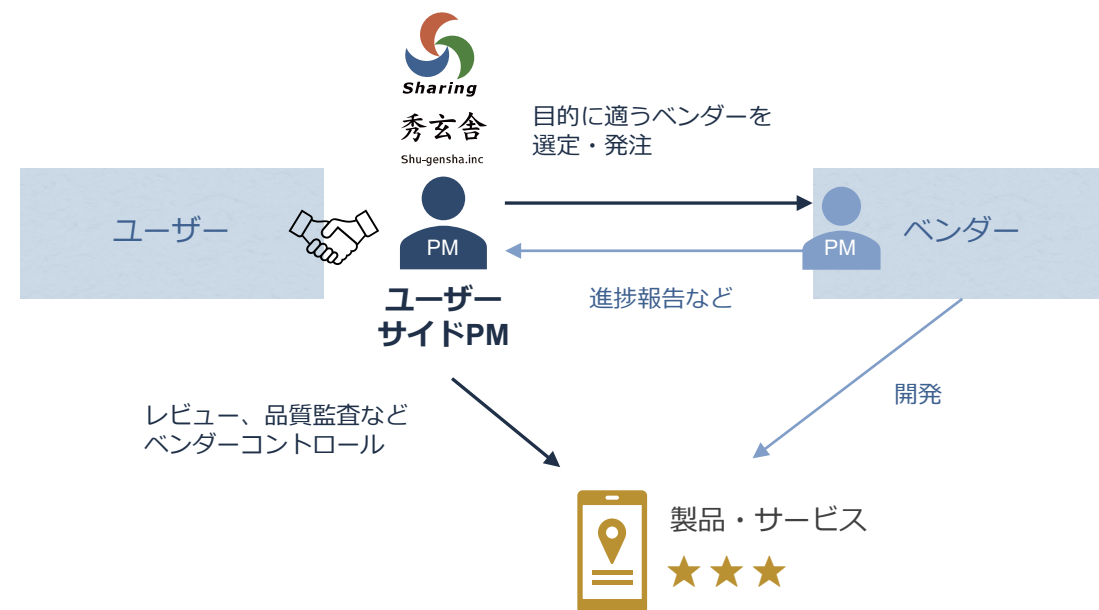 Sharing
秀玄舎
Shu-gensha.inc
目的に適うベンダーを
選定・発注
ユーザー
PM
PM
ベンダー
ユーザー
サイドPM
進捗報告など
レビュー、品質監査など
ベンダーコントロール
開発
製品・サービス